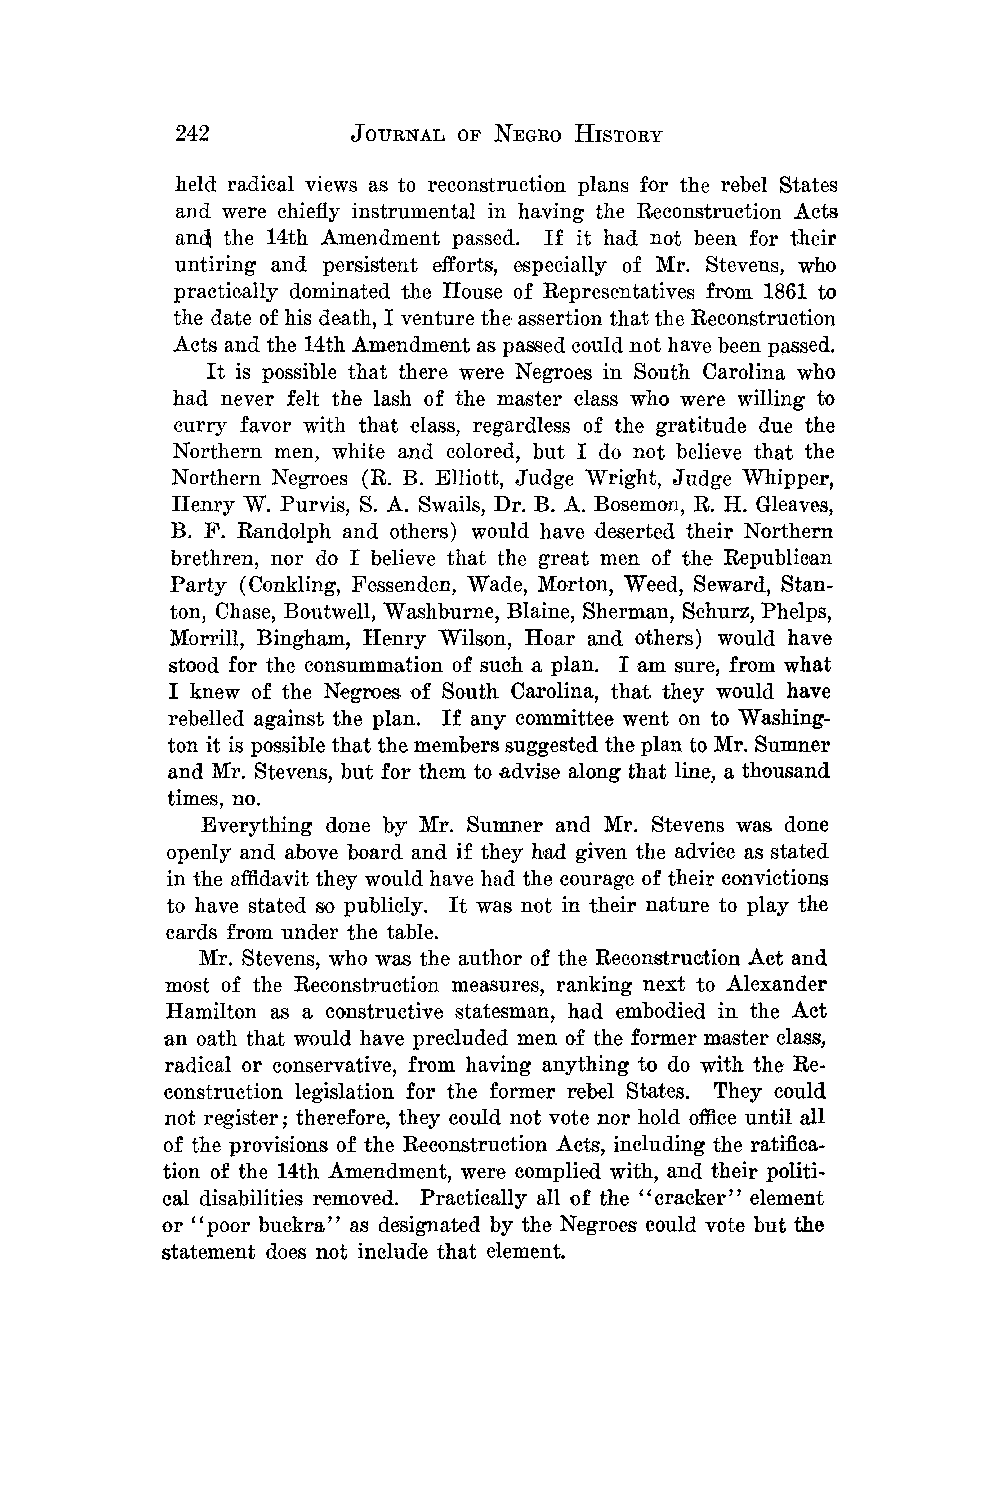 242 JOURNAL OF NEGRO HISTORY
held radical views as to reconstruction plans for the rebel States
and were chiefly instrumental in having the Reconstruction Acts
and the 14th Amendment passed. If it had not been for their
untiring and persistent efforts, especially of Mr. Stevens, who
practically dominated the House of Representatives from 1861 to
the date of his death, I venture the assertion that the Reconstruction
Acts and the 14th Amendment as passed could not have been passed.
It is possible that there were Negroes in South Carolina who
had never felt the lash of the master class who were willing to
curry favor with that class, regardless of the gratitude due the
Northern men, white and colored, but I do not believe that the
Northern Negroes (R. B. Elliott, Judge Wright, Judge Whipper,
Henry W. Purvis, S. A. Swails, Dr. B. A. Bosemon, R. H. Gleaves,
B. F. Randolph and others) would have deserted their Northern
brethren, nor do I believe that the great men of the Republican
Party (Conkling, Fessenden, Wade, Morton, Weed, Seward, Stan-
ton, Chase, Boutwell, Washburne, Blaine, Sherman, Schurz, Phelps,
Morrill, Bingham, Henry Wilson, Hoar and others) would have
stood for the consummation of such a plan. I am sure, from what
I knew of the Negroes of South Carolina, that they would have
rebelled against the plan. If any committee went on to Washing-
ton it is possible that the members suggested the plan to Mr. Sumner
and Mr. Stevens, but for them to advise along that line, a thousand
times, no.
Everything done by Mr. Sumner and Mr. Stevens was done
openly and above board and if they had given the advice as stated
in the affidavit they would have had the courage of their convictions
to have stated so publicly. It was not in their nature to play the
cards from under the table.
Mr. Stevens, who was the author of the Reconstruction Act and
most of the Reconstruction measures, ranking next to Alexander
Hamilton as a constructive statesman, had embodied in the Act
an oath that would have precluded men of the former master class,
radical or conservative, from having anything to do with the Re-
construction legislation for the former rebel States. They could
not register; therefore, they could not vote nor hold office until all
of the provisions of the Reconstruction Acts, including the ratifica-
tion of the 14th Amendment, were complied with, and their politi-
cal disabilities removed. Practically all of the "cracker" element
or "poor buckra" as designated by the Negroes could vote but the
statement does not include that element.